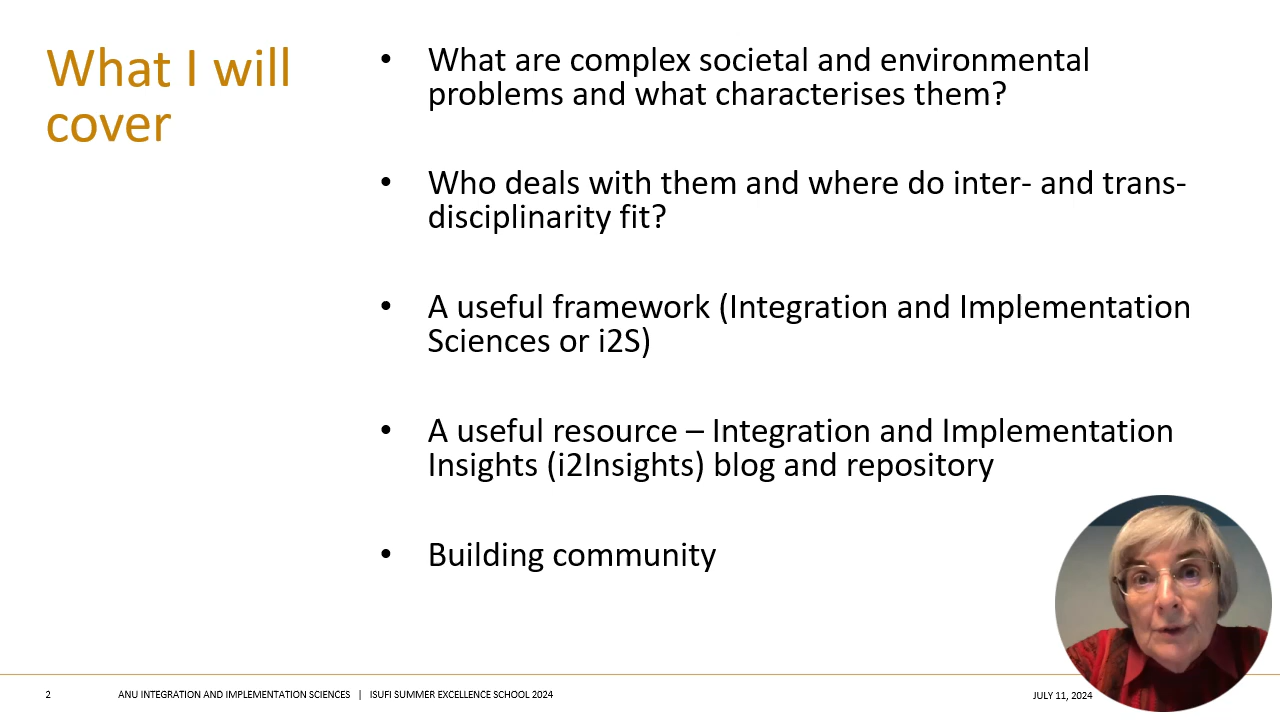 What I will
cover
• What are complex societal and environmental
problems and what characterises them?
• Who deals with them and where do inter- and trans-
disciplinarity fit?
• A useful framework (Integration and Implementation
Sciences or i2S)
• A useful resource – Integration and Implementation
Insights (i2Insights) blog and repository
• Building community
2 ANU INTEGRATION AND IMPLEMENTATION SCIENCES | ISUFI SUMMER EXCELLENCE SCHOOL 2024 JULY 11, 2024